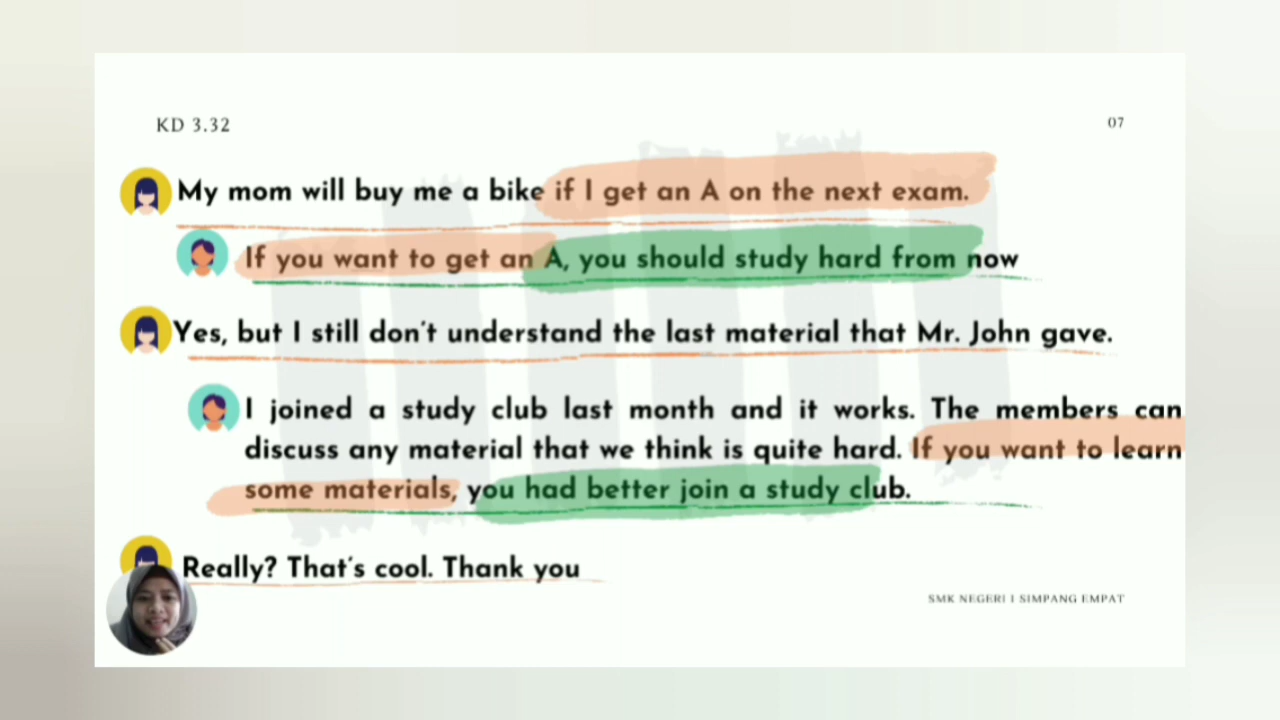 KD 3.32
07
My mom will buy me a bike if I get an A on the next exam.
If you want to get an A, you should study hard from now
Yes, but I still don't understand the last material that Mr. John gave.
I joined a study club last month and it works. The members can
discuss any material that we think is quite hard. If you want to learn
some materials, you had better join a study club.
Really? That's cool. Thank you
SMK NEGERI 1 SIMPANG EMPAT